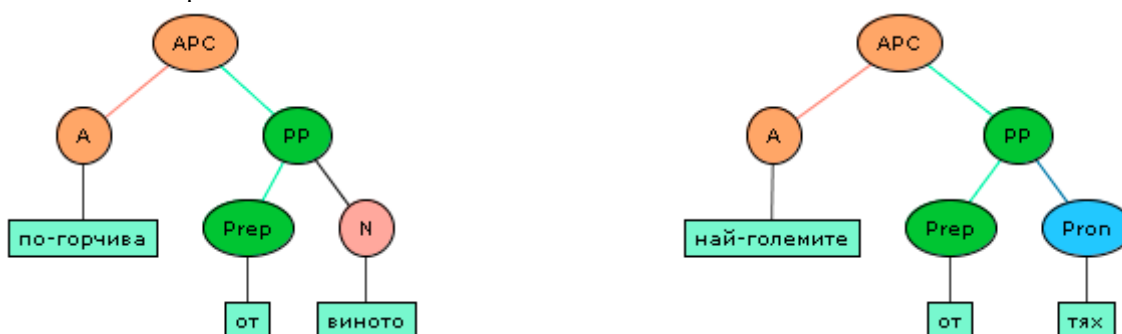 APC APC
A PP A PP
по-горчива Prep N най-големите Prep Pron
от виното от тях